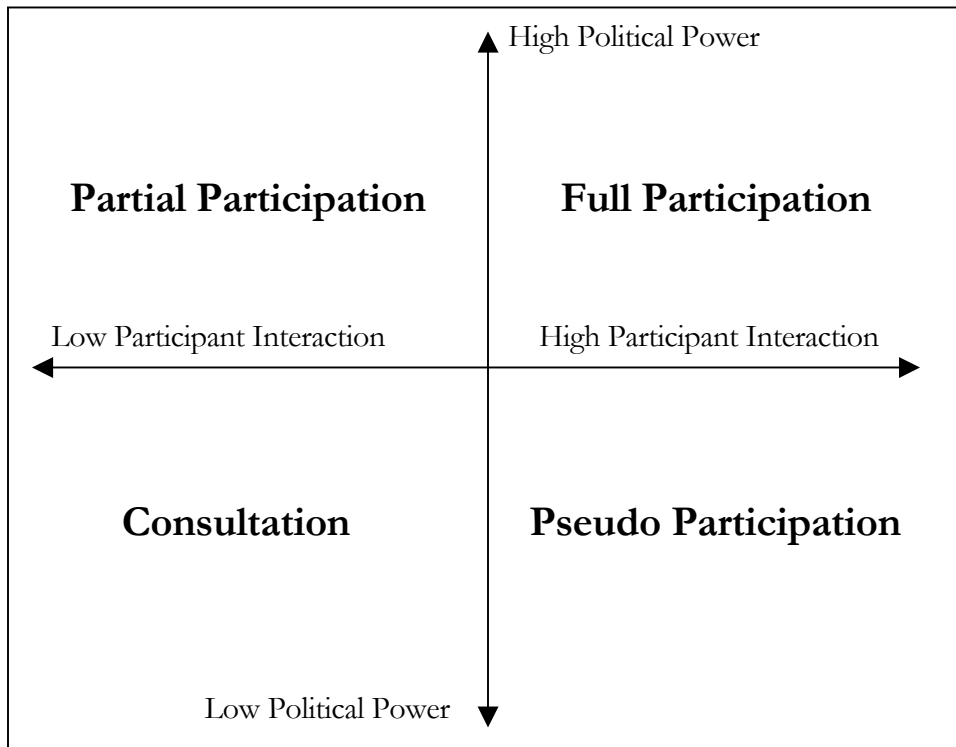 High Political Power
Partial Participation
Full Participation
Low Participant Interaction
High Participant Interaction
Consultation
Pseudo Participation
Low Political Power